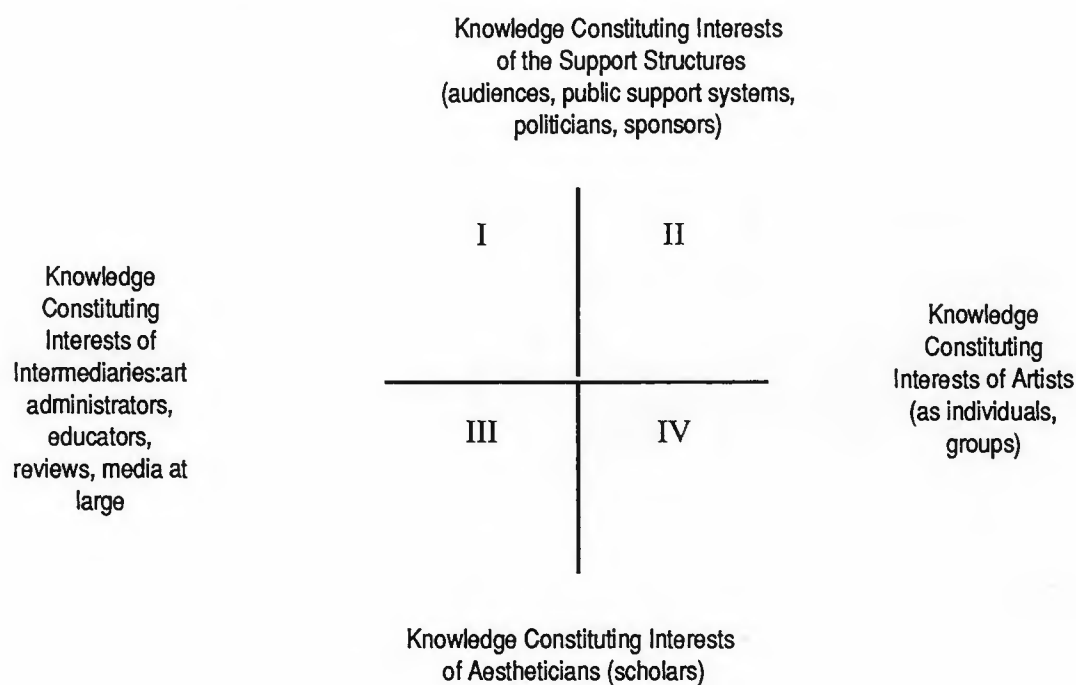 Knowledge Constituting Interests
of the Support Structures
(audiences, public support systems,
politicians, sponsors)
I
II
Knowledge
Constituting
Interests of
Intermediaries:art
administrators,
educators,
reviews, media at
large
Knowledge
Constituting
Interests of Artists
(as individuals,
groups)
III
IV
Knowledge Constituting Interests
of Aestheticians (scholars)